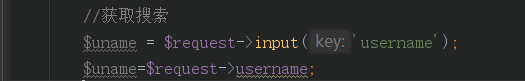 //获取搜索
$uname = $request->input( key: 'username');
$uname=$request->username;